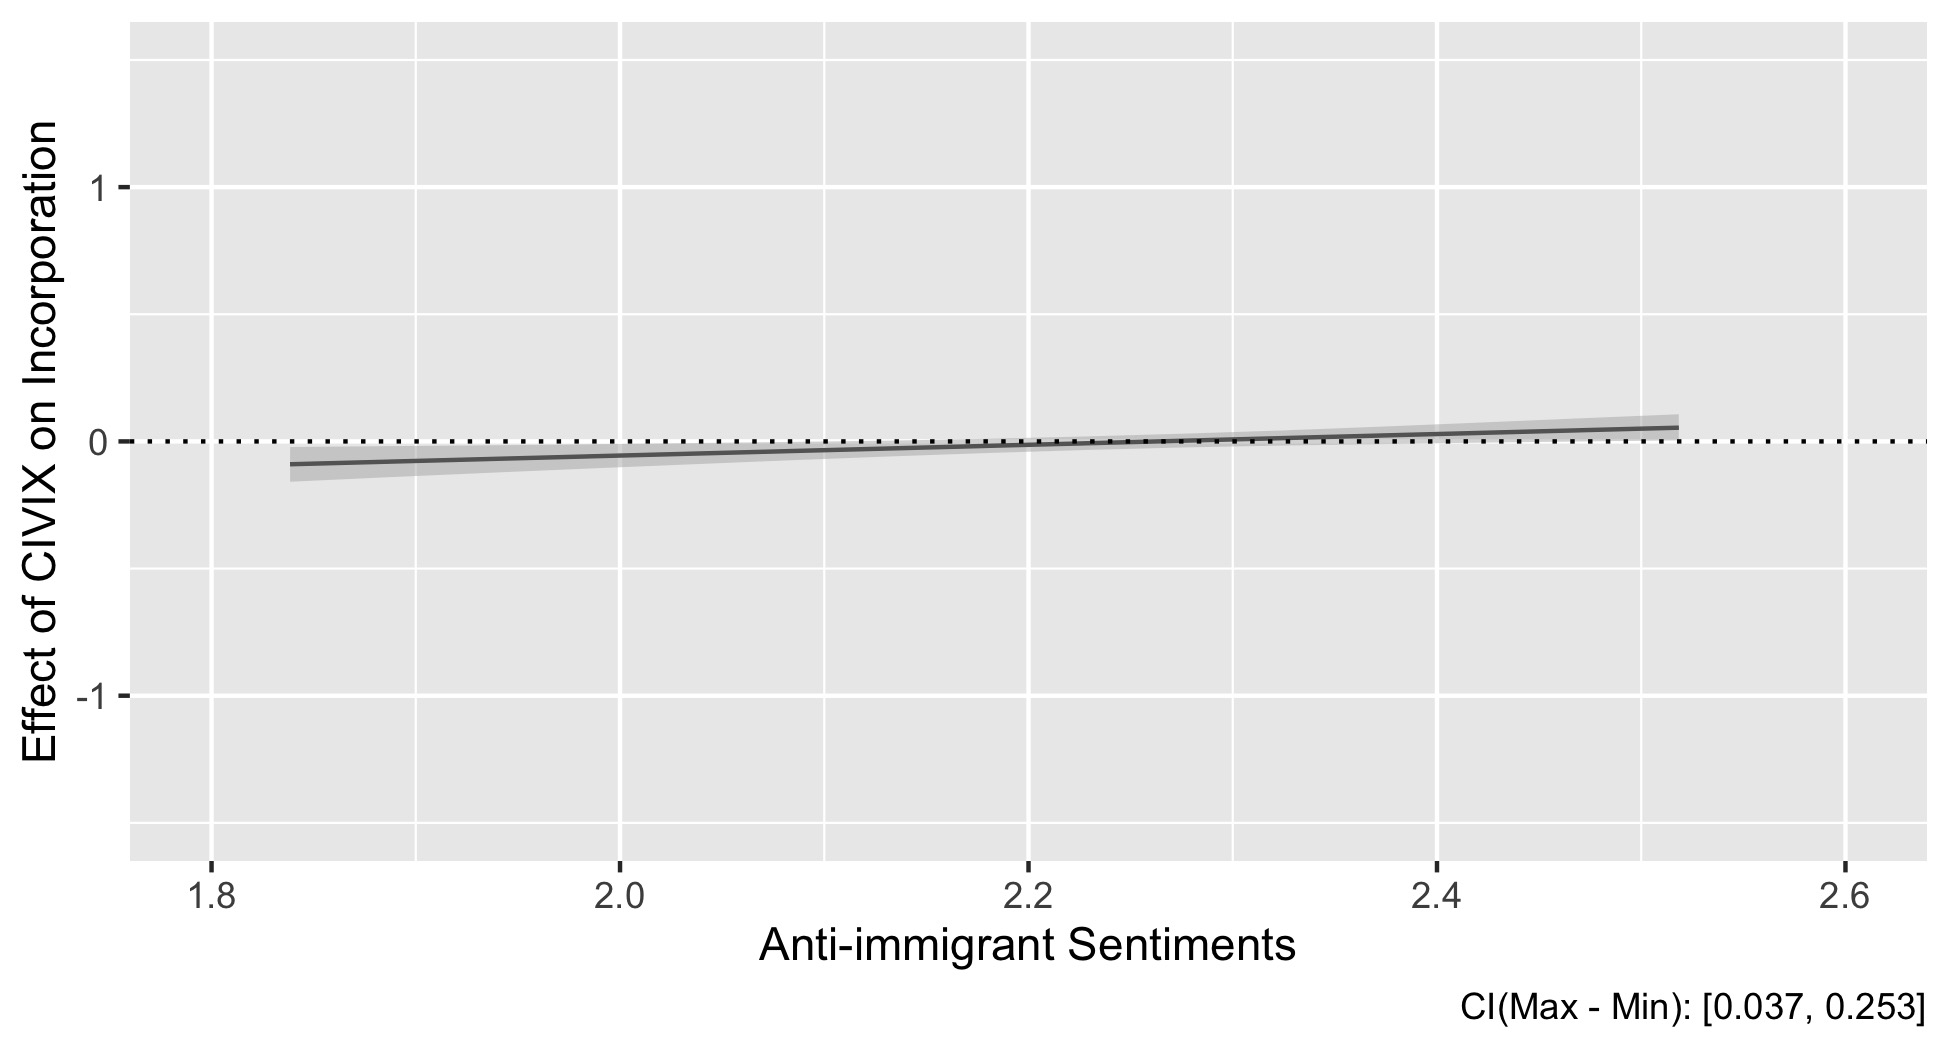 Effect of CIVIX on Incorporation
1
0
-1
1.8 2.0 2.2 2.4 2.6
Anti-immigrant Sentiments
CI(Max - Min): [0.037, 0.253]